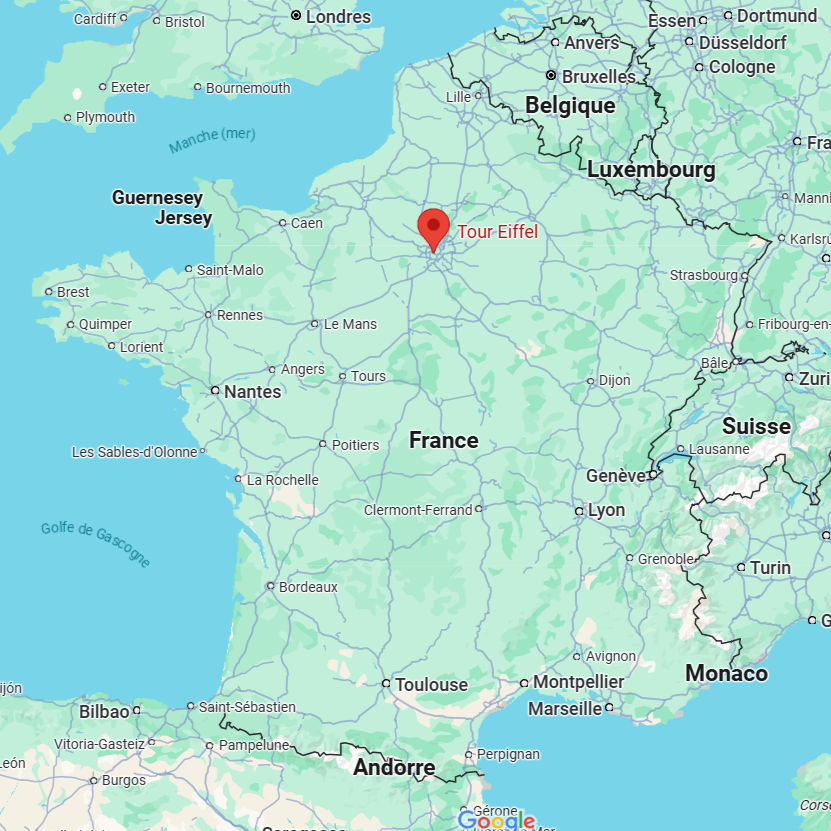 Londres
Cardiff
Bristol
Essen
Dortmund
Anvers
Düsseldorf
Cologne
Bruxelles
Exeter
Bournemouth
Lille
Belgique
Plymouth
Manche (mer)
Fra
Luxembourg
Guernesey
Jersey
Mannl
Caen
Tour Eiffel
Karlsru
Saint-Malo
Strasbourg
Brest
Rennes
Quimper
Le Mans
Fribourg-en-
Lorient
Bâle
Angers
Tours
Dijon
Zuri
Nantes
Suisse
France
Poitiers
Les Sables-d'Olonne
Lausanne
Genève
La Rochelle
Clermont-Ferrand
Lyon
Golfe de Gascogne
Grenoble
Turin
Bordeaux
G
Avignon
Monaco
Toulouse
Montpellier
ijón
Bilbao
Saint-Sébastien
Marseille
Vitoria-Gasteiz
Pampelune
Perpignan
León
Andorre
Burgos
Corse
Gérone
Google